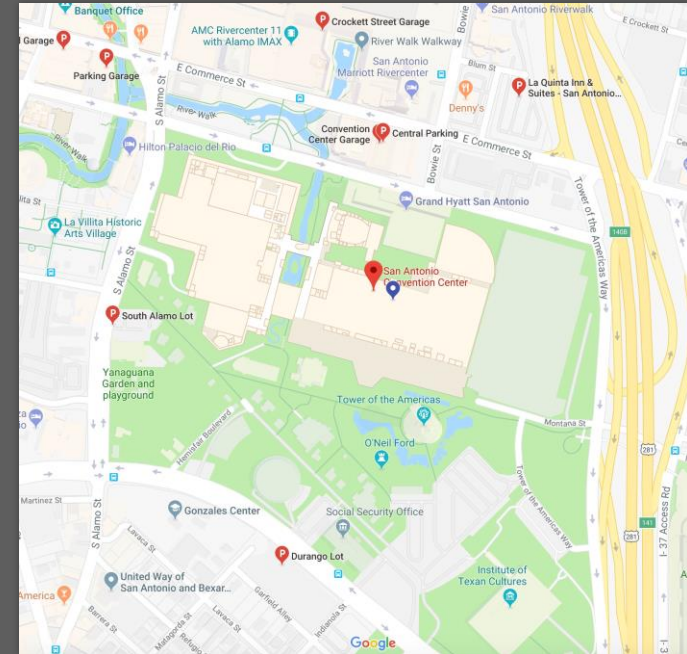 Banquet Office
San Antonio Riverwalk
Crockett Street Garage
E Crockett St
AMC Rivercenter 11
with Alamo IMAX
Bowie
Garage
River Walk Walkway
Parking Garage
S Alamo St
E Commerce St
San Antonio
Marriott Rivercenter
Blum St
La Quinta Inn &
Suites - San Antonio...
Denny's
River Walk
River Walk
Convention
Center Garage
Central Parking
E Commerce St
Hilton Palacio del Rio
Bowie St
Grand Hyatt San Antonio
Tower of the Americas Way
La Villita Historic
Arts Village
140B
San Antonio
Convention Center
S Alamo St
South Alamo Lot
Yanaguana
Garden and
playground
Tower of the Americas
Montana St
Hemisfair Boulevard
O'Neil Ford
281
Tower of the Americas Way
I- 37 Access Rd
Martinez St
S Alamo St
Gonzales Center
Social Security Office
141
281
Lavaca St
Durango Lot
Institute of
Texan Cultures
United Way of
San Antonio and Bexar...
America
Garfield Alley
Indianola St
Lavaca St
Barrera St
Matagorda St
Refugio
Google